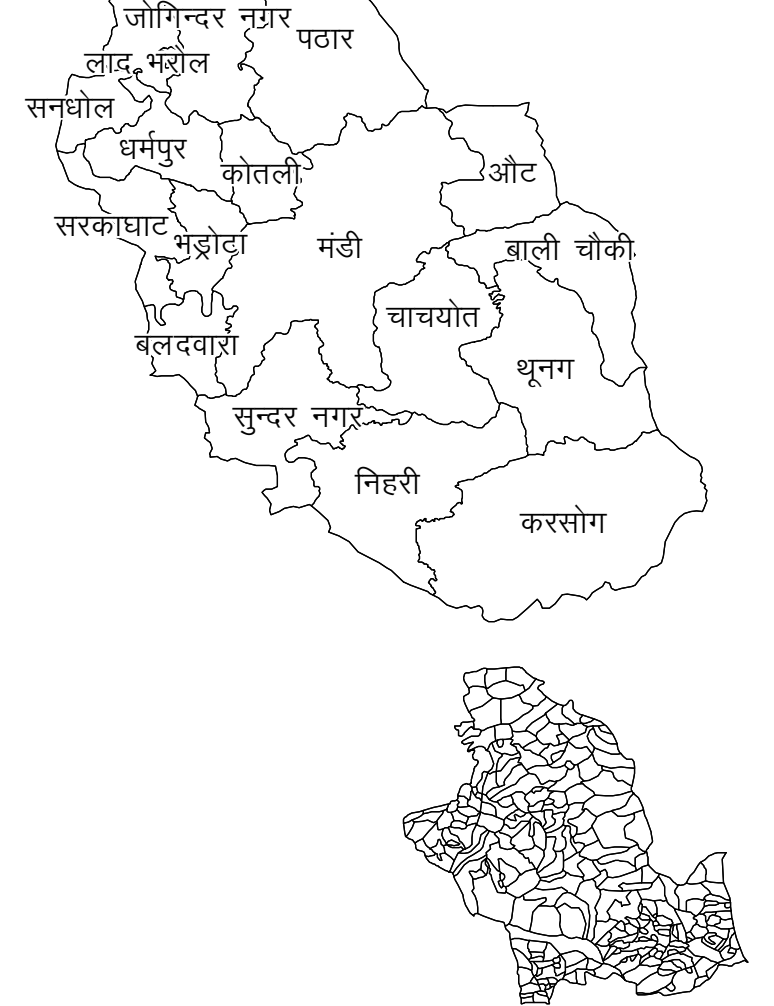 जोगिन्दर नगर
पठार
लाद भरोल
सनधोल
धर्मपुर
कोतली
औट
सरकाघाट
भड्रोटा
मंडी
बाली चौकी
चाचयोत
बलदवारा
थूनग
सुन्दर नगर
निहरी
करसोग